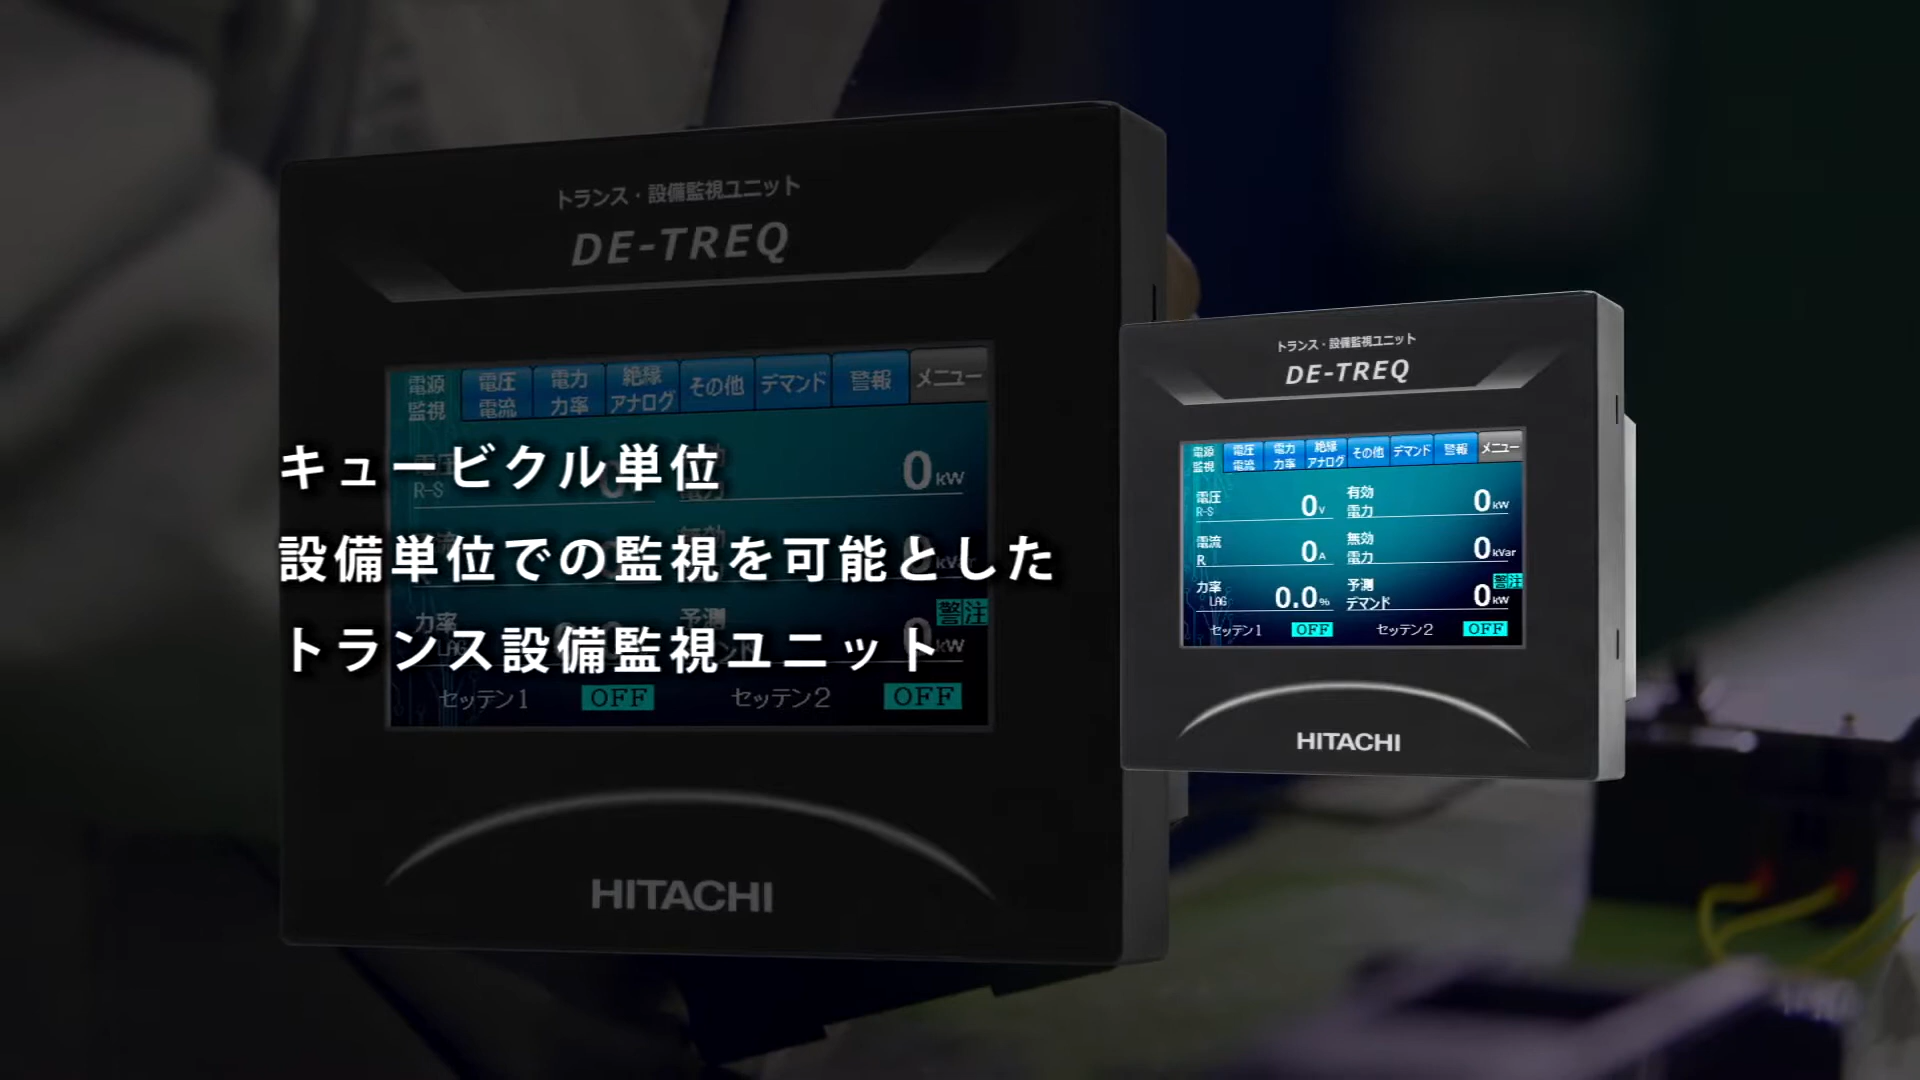 トランス・設備監視ユニット
DE-TREQ
電源監視
電圧電流
電力力率
絶縁アナログ
その他
デマンド
警報
メニュー
0kW
警注
セッテン1 OFF セッテン2 OFF
HITACHI
キュービクル単位
設備単位での監視を可能とした
トランス設備監視ユニット
トランス・設備監視ユニット
DE-TREQ
電源監視
電圧電流
電力力率
絶縁アナログ
その他
デマンド
警報
メニュー
電圧 R-S 0V 有効電力 0kW
電流 R 0A 無効電力 0kVar
力率 LAG 0.0% 予測デマンド 0kW 警注
セッテン1 OFF セッテン2 OFF
HITACHI